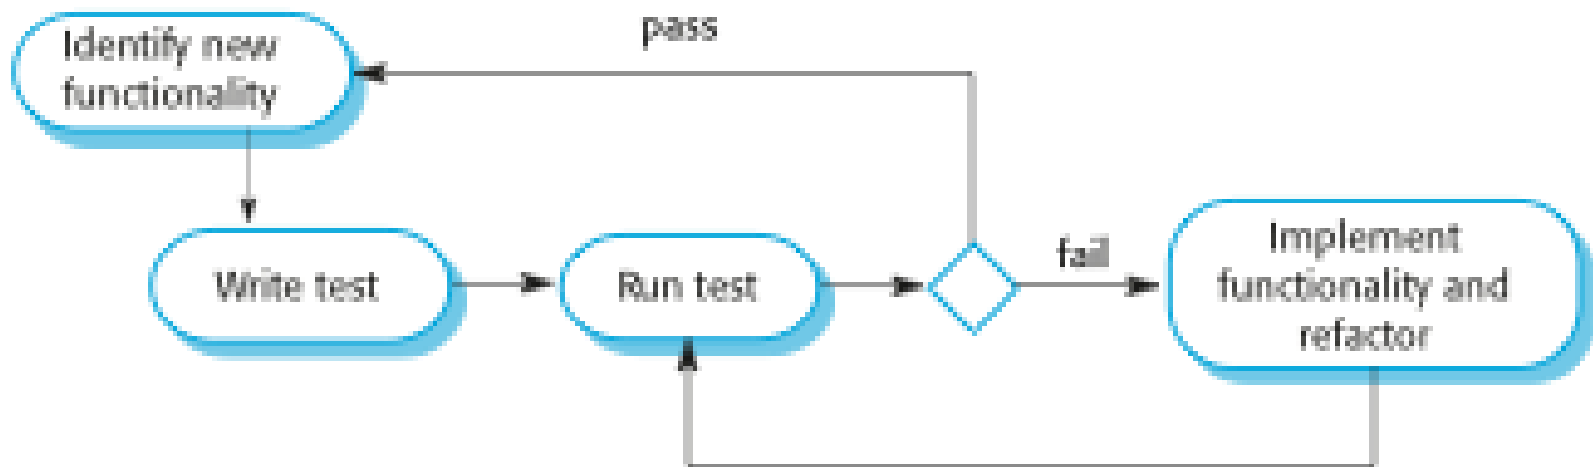 Identify new
functionality
pass
Write test
Run test
fail
Implement
functionality and
refactor